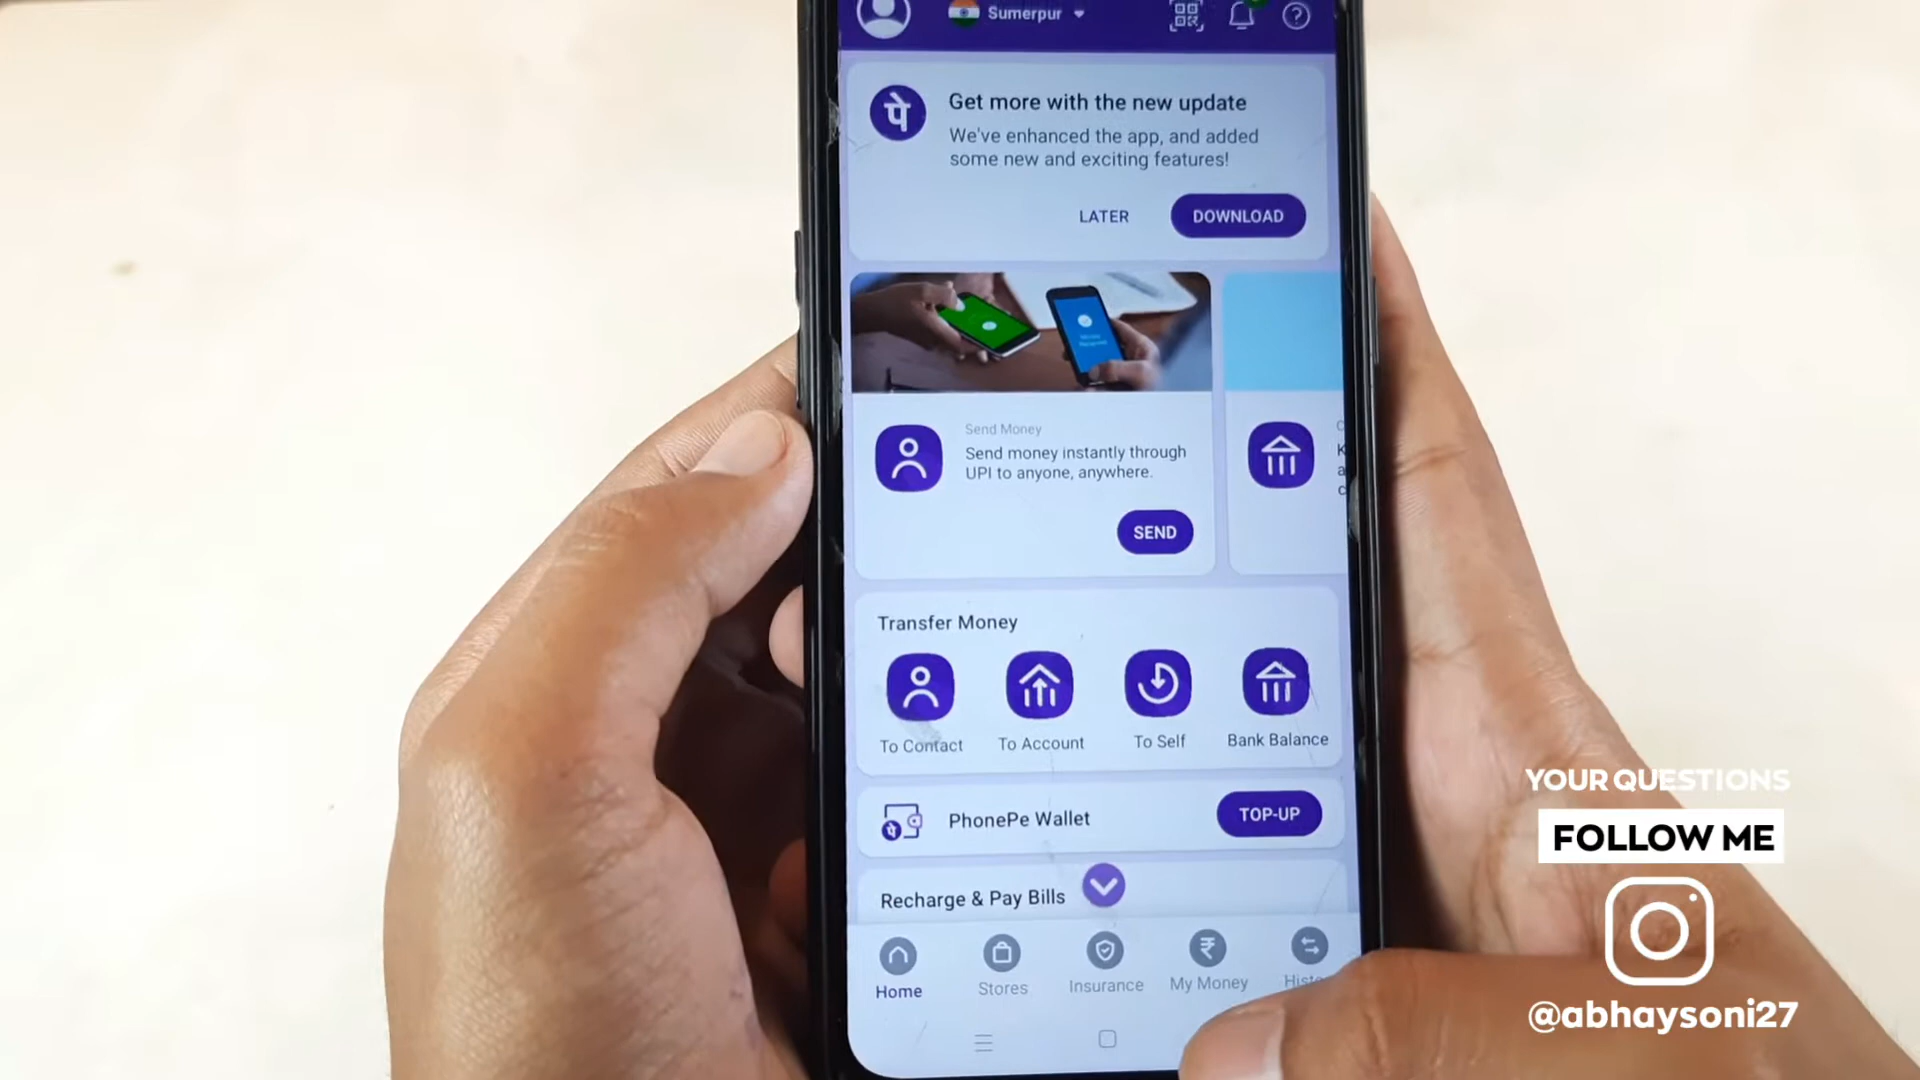 Sumerpur
पे
Get more with the new update
We've enhanced the app, and added
some new and exciting features!
LATER
DOWNLOAD
Send Money
Send money instantly through
UPI to anyone, anywhere.
SEND
Transfer Money
To Contact
To Account
To Self
Bank Balance
पे
PhonePe Wallet
TOP-UP
Recharge & Pay Bills
Home
Stores
Insurance
My Money
YOUR QUESTIONS
FOLLOW ME
@abhaysoni27